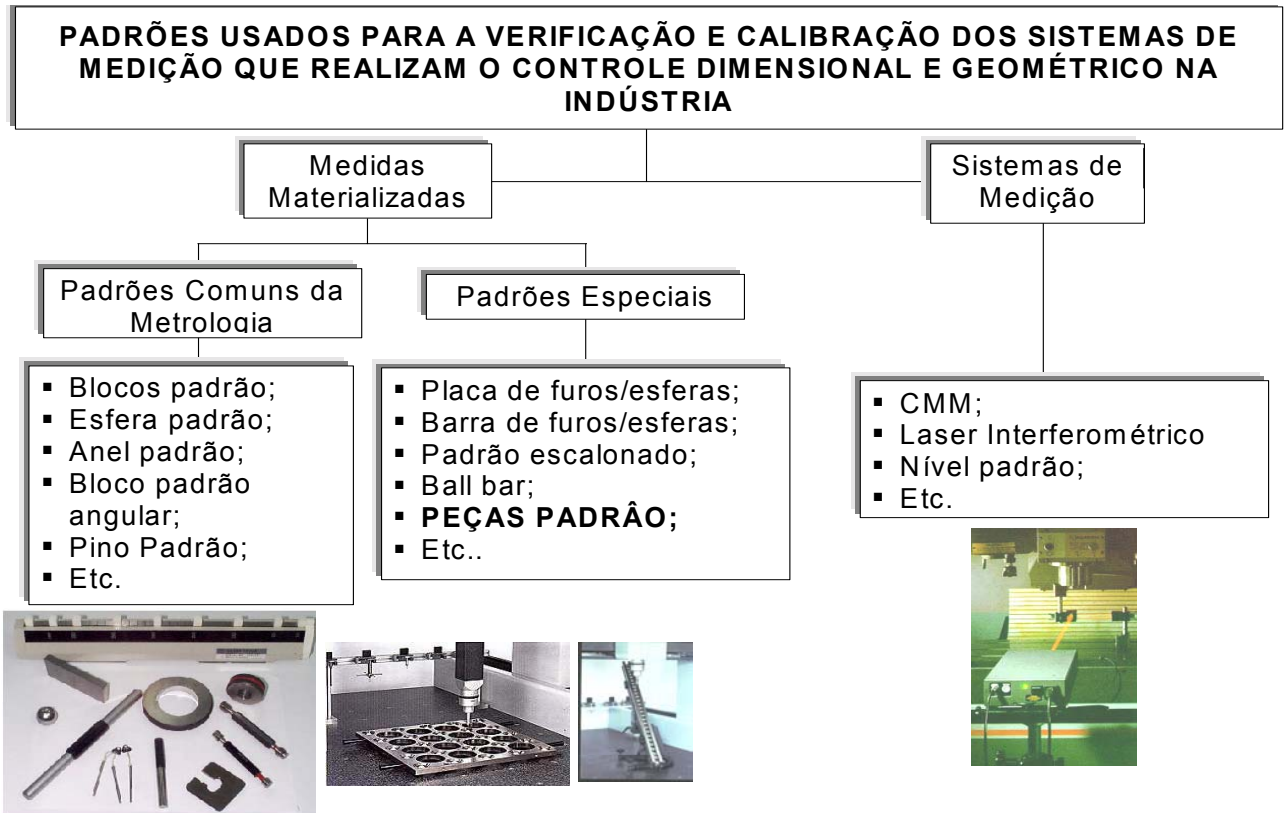 PADRÕES USADOS PARA A VERIFICAÇÃO E CALIBRAÇÃO DOS SISTEMAS DE
MEDIÇÃO QUE REALIZAM O CONTROLE DIMENSIONAL E GEOMÉTRICO NA
INDÚSTRIA
Medidas
Materializadas
Sistemas de
Medição
Padrões Comuns da
Metrologia
Padrões Especiais
▪ Blocos padrão;
▪ Esfera padrão;
▪ Anel padrão;
▪ Bloco padrão
angular;
▪ Pino Padrão;
▪ Etc.
▪ Placa de furos/esferas;
▪ Barra de furos/esferas;
▪ Padrão escalonado;
▪ Ball bar;
▪ PEÇAS PADRÂO;
▪ Etc..
▪ CMM;
▪ Laser Interferométrico
▪ Nível padrão;
▪ Etc.